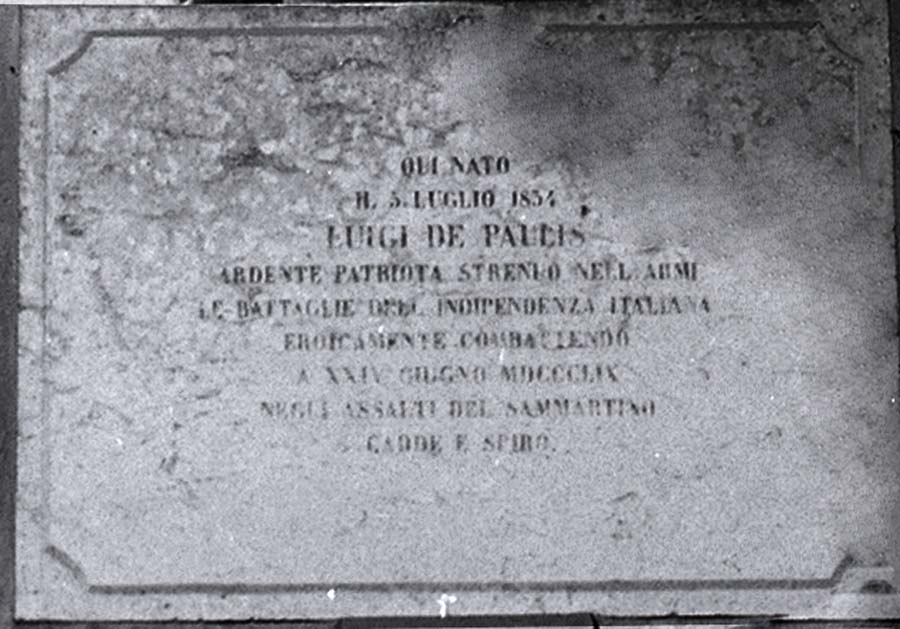 QUI NATO
IL 5 LUGLIO 1834
LUIGI DE PAULIS
ARDENTE PATRIOTA STRENUO NELL ARMI
LE BATTAGLIE DELL INDIPENDENZA ITALIANA
EROICAMENTE COMBATTENDO
A XXIV GIUGNO MDCCCLIX
NEGLI ASSALTI DEL SAMMARTINO
CADDE E SPIRO.